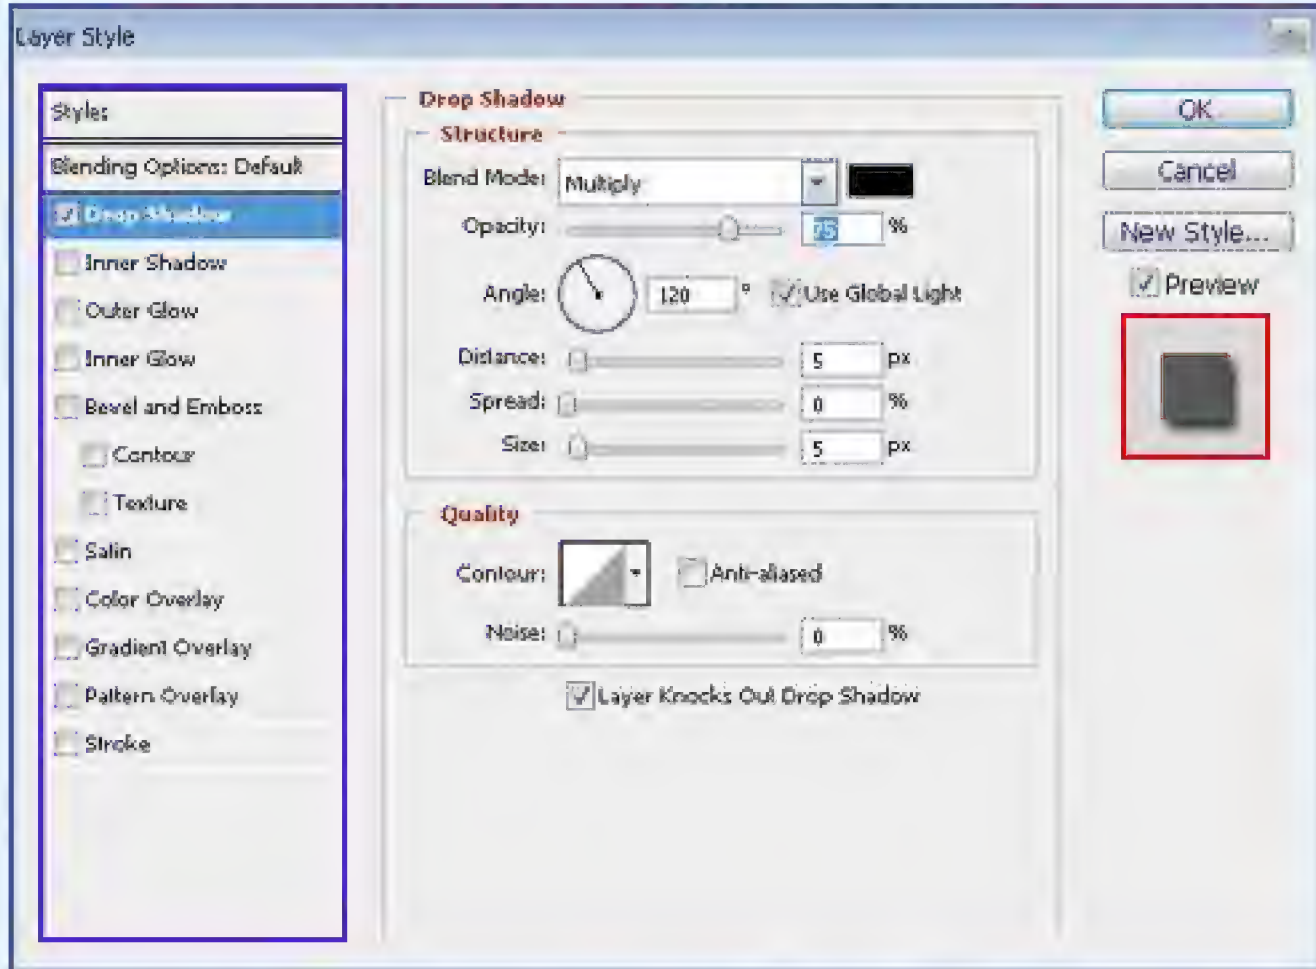 Layer Style
Styles
Blending Options: Default
Drop Shadow
Inner Shadow
Outer Glow
Inner Glow
Bevel and Emboss
Contour
Texture
Satin
Color Overlay
Gradient Overlay
Pattern Overlay
Stroke
Drop Shadow
Structure
Blend Mode: Multiply
Opacity: 75 %
Angle: 120 ° Use Global Light
Distance: 5 px
Spread: 0 %
Size: 5 px
Quality
Contour: Anti-aliased
Noise: 0 %
Layer Knocks Out Drop Shadow
OK
Cancel
New Style...
Preview